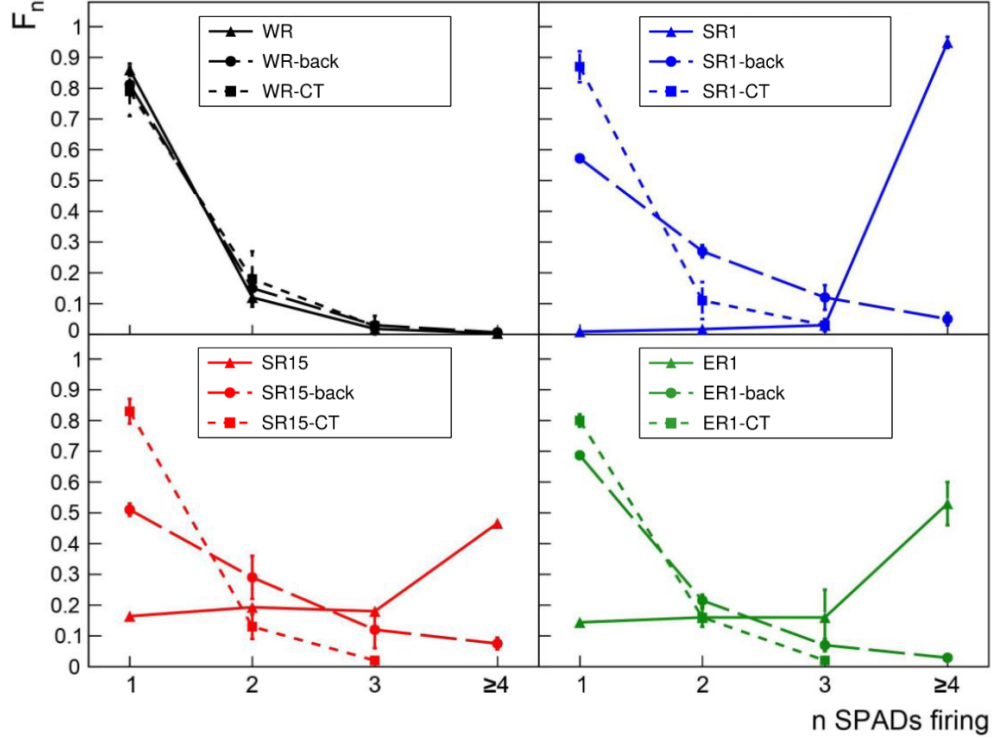 Fn
1
0.9
0.8
0.7
0.6
0.5
0.4
0.3
0.2
0.1
0
WR
WR-back
WR-CT
SR1
SR1-back
SR1-CT
1
0.9
0.8
0.7
0.6
0.5
0.4
0.3
0.2
0.1
0
SR15
SR15-back
SR15-CT
ER1
ER1-back
ER1-CT
1 2 3 ≥4 1 2 3 ≥4
n SPADs firing